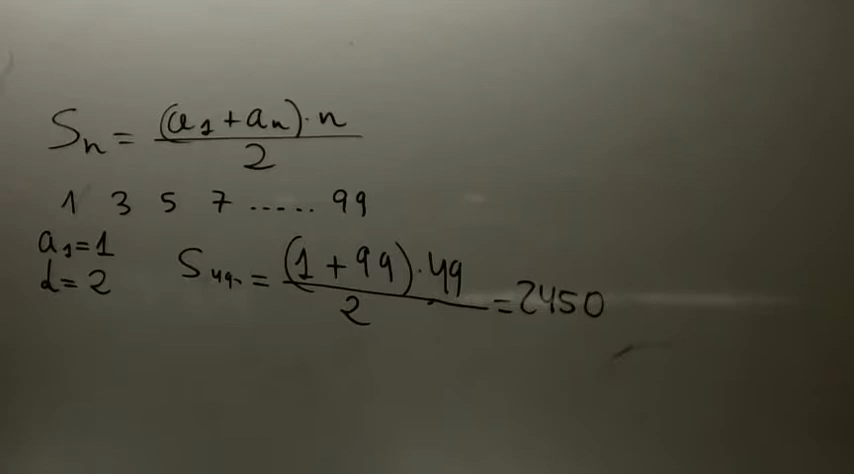 Sn = (a1 + an) · n / 2
1 3 5 7 ...... 99
a1 = 1
d = 2
S49 = (1 + 99) · 49 / 2 = 2450